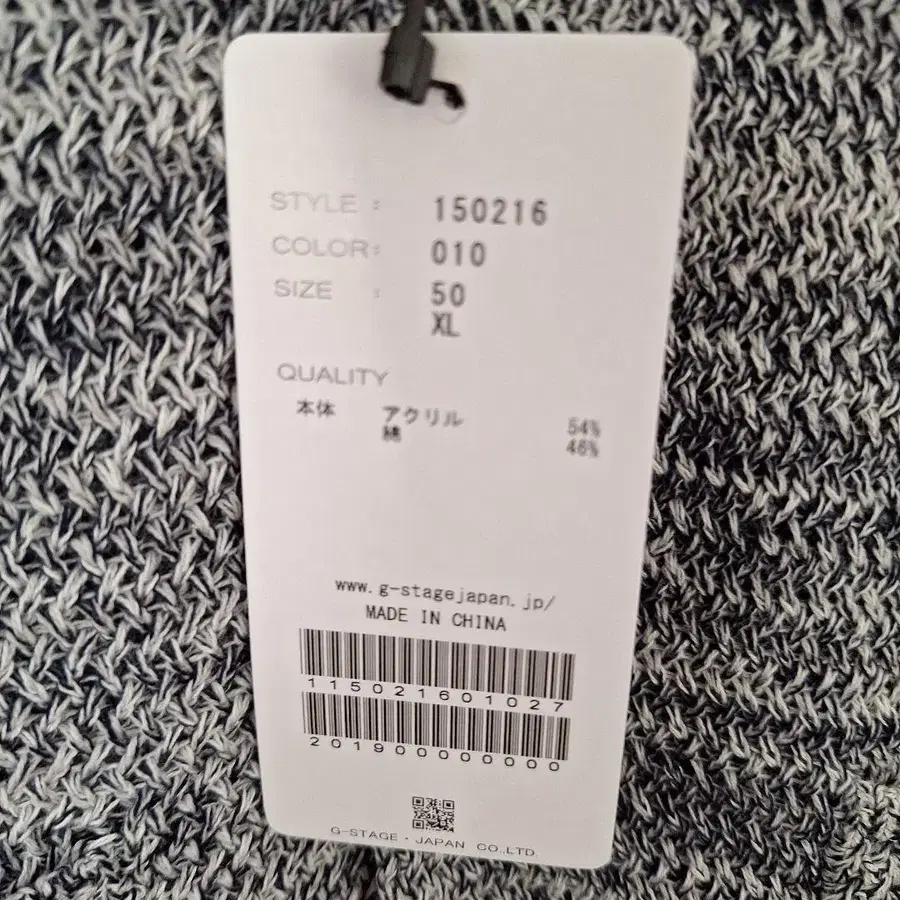 STYLE : 150216
COLOR : 010
SIZE : 50
XL
QUALITY
本体 アクリル 54%
綿 46%
www.g-stagejapan.jp/
MADE IN CHINA
115021601027
2019000000000
G-STAGE・JAPAN CO.,LTD.